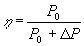 η = P₀ / (P₀ + ΔP)